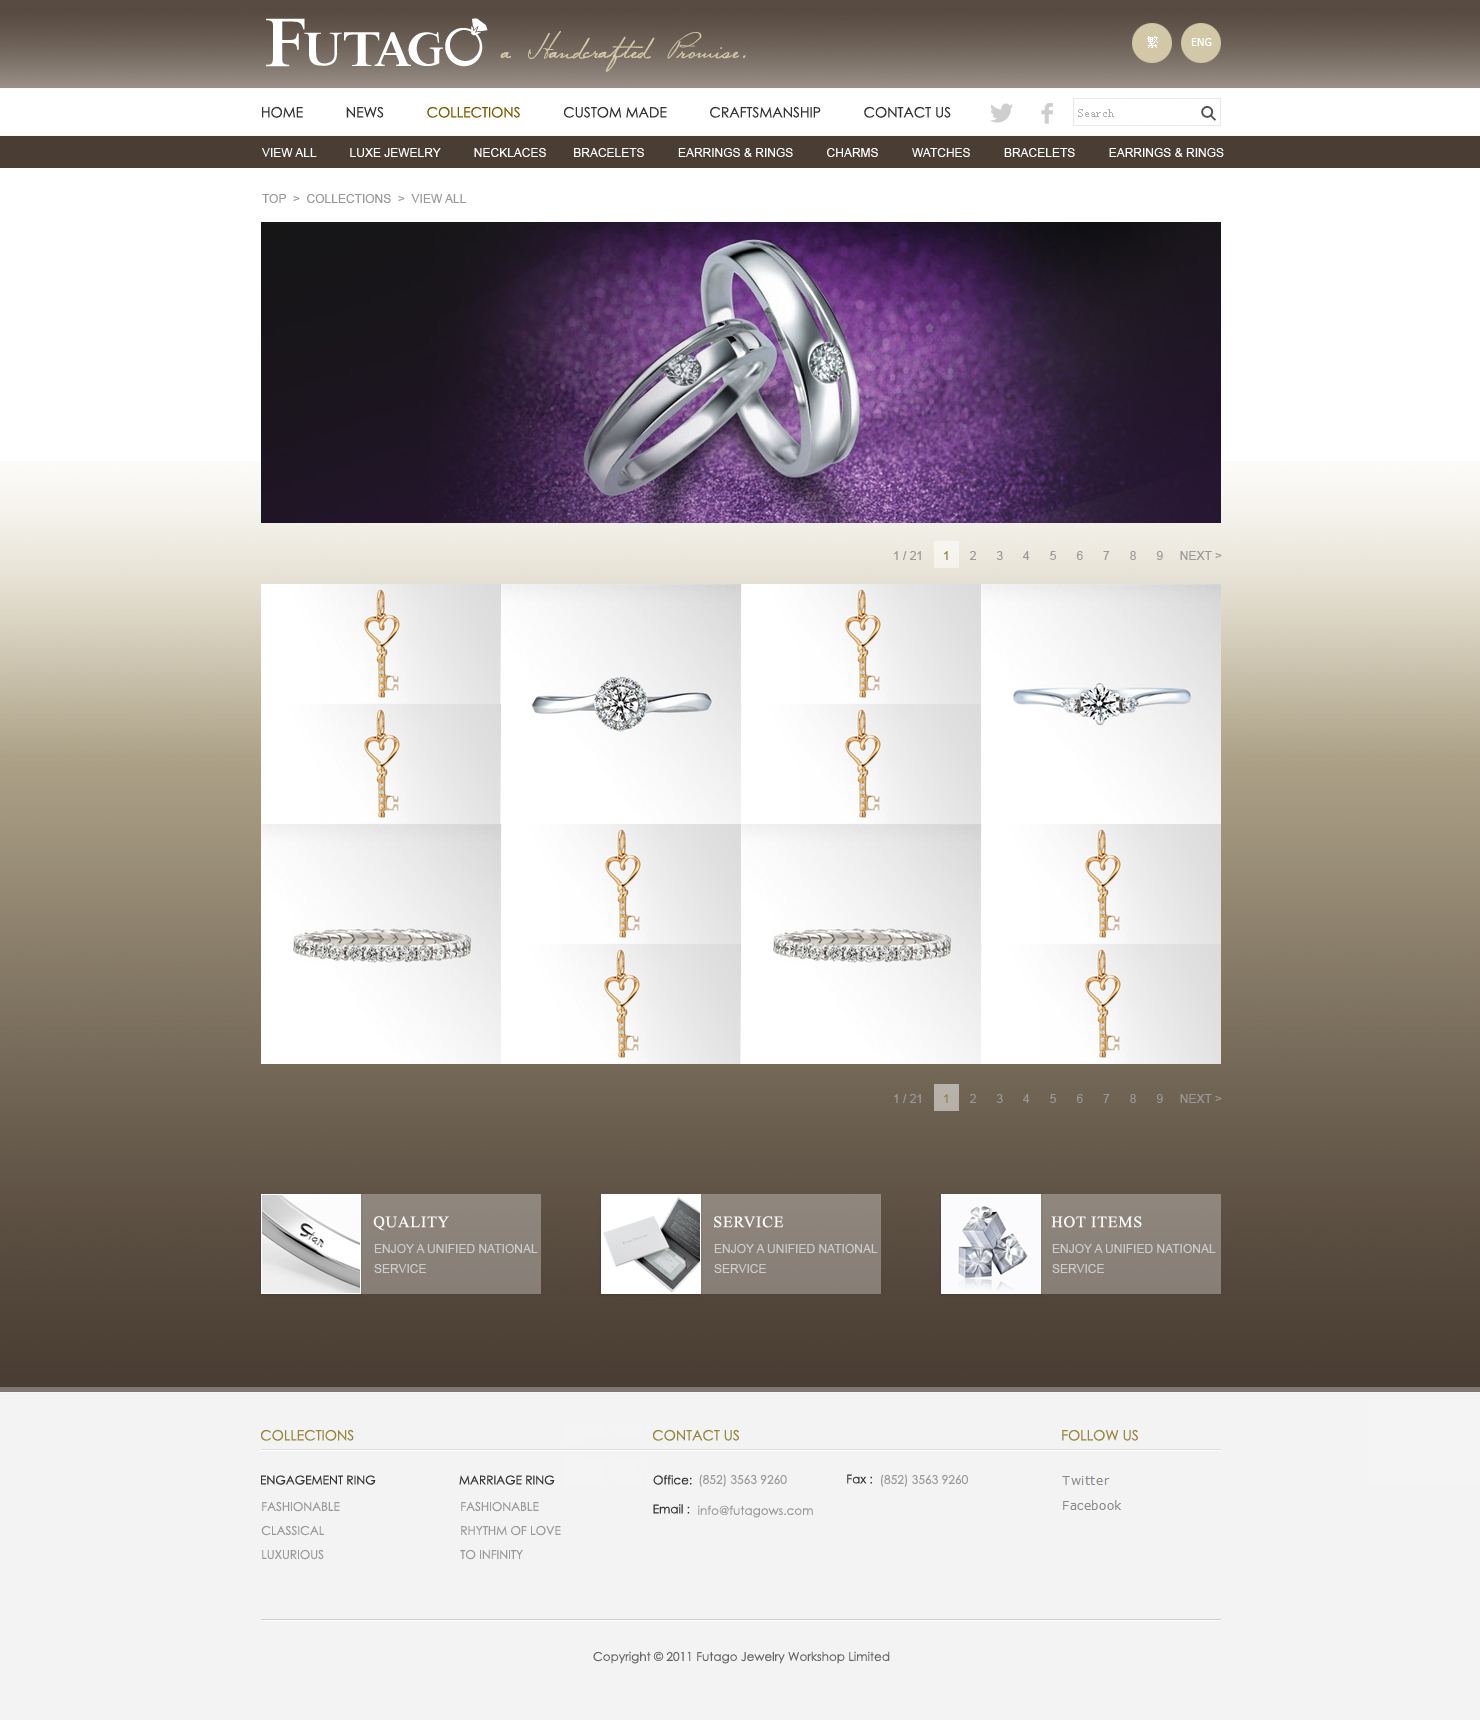 FUTAGO a Handcrafted Promise.
繁 ENG
HOME NEWS COLLECTIONS CUSTOM MADE CRAFTSMANSHIP CONTACT US Search
VIEW ALL LUXE JEWELRY NECKLACES BRACELETS EARRINGS & RINGS CHARMS WATCHES BRACELETS EARRINGS & RINGS
TOP > COLLECTIONS > VIEW ALL
1 / 21 1 2 3 4 5 6 7 8 9 NEXT >
1 / 21 1 2 3 4 5 6 7 8 9 NEXT >
Star
QUALITY
ENJOY A UNIFIED NATIONAL
SERVICE
SERVICE
ENJOY A UNIFIED NATIONAL
SERVICE
HOT ITEMS
ENJOY A UNIFIED NATIONAL
SERVICE
COLLECTIONS
ENGAGEMENT RING
FASHIONABLE
CLASSICAL
LUXURIOUS
MARRIAGE RING
FASHIONABLE
RHYTHM OF LOVE
TO INFINITY
CONTACT US
Office: (852) 3563 9260 Fax : (852) 3563 9260
Email : info@futagows.com
FOLLOW US
Twitter
Facebook
Copyright © 2011 Futago Jewelry Workshop Limited